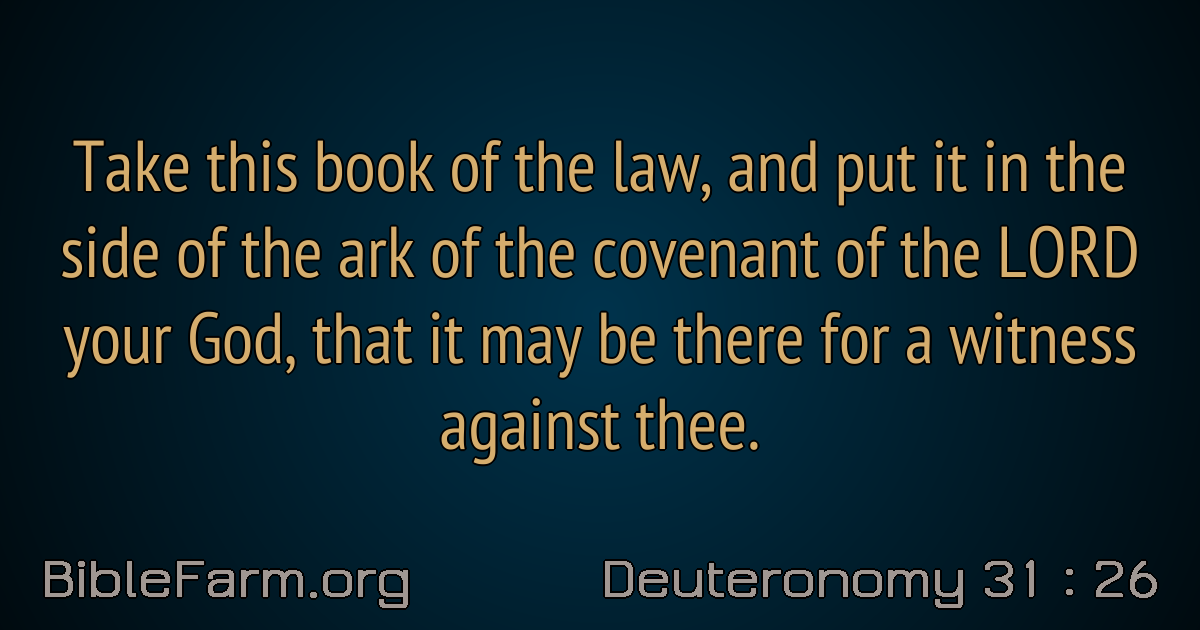 Take this book of the law, and put it in the
side of the ark of the covenant of the LORD
your God, that it may be there for a witness
against thee.
BibleFarm.org
Deuteronomy 31 : 26